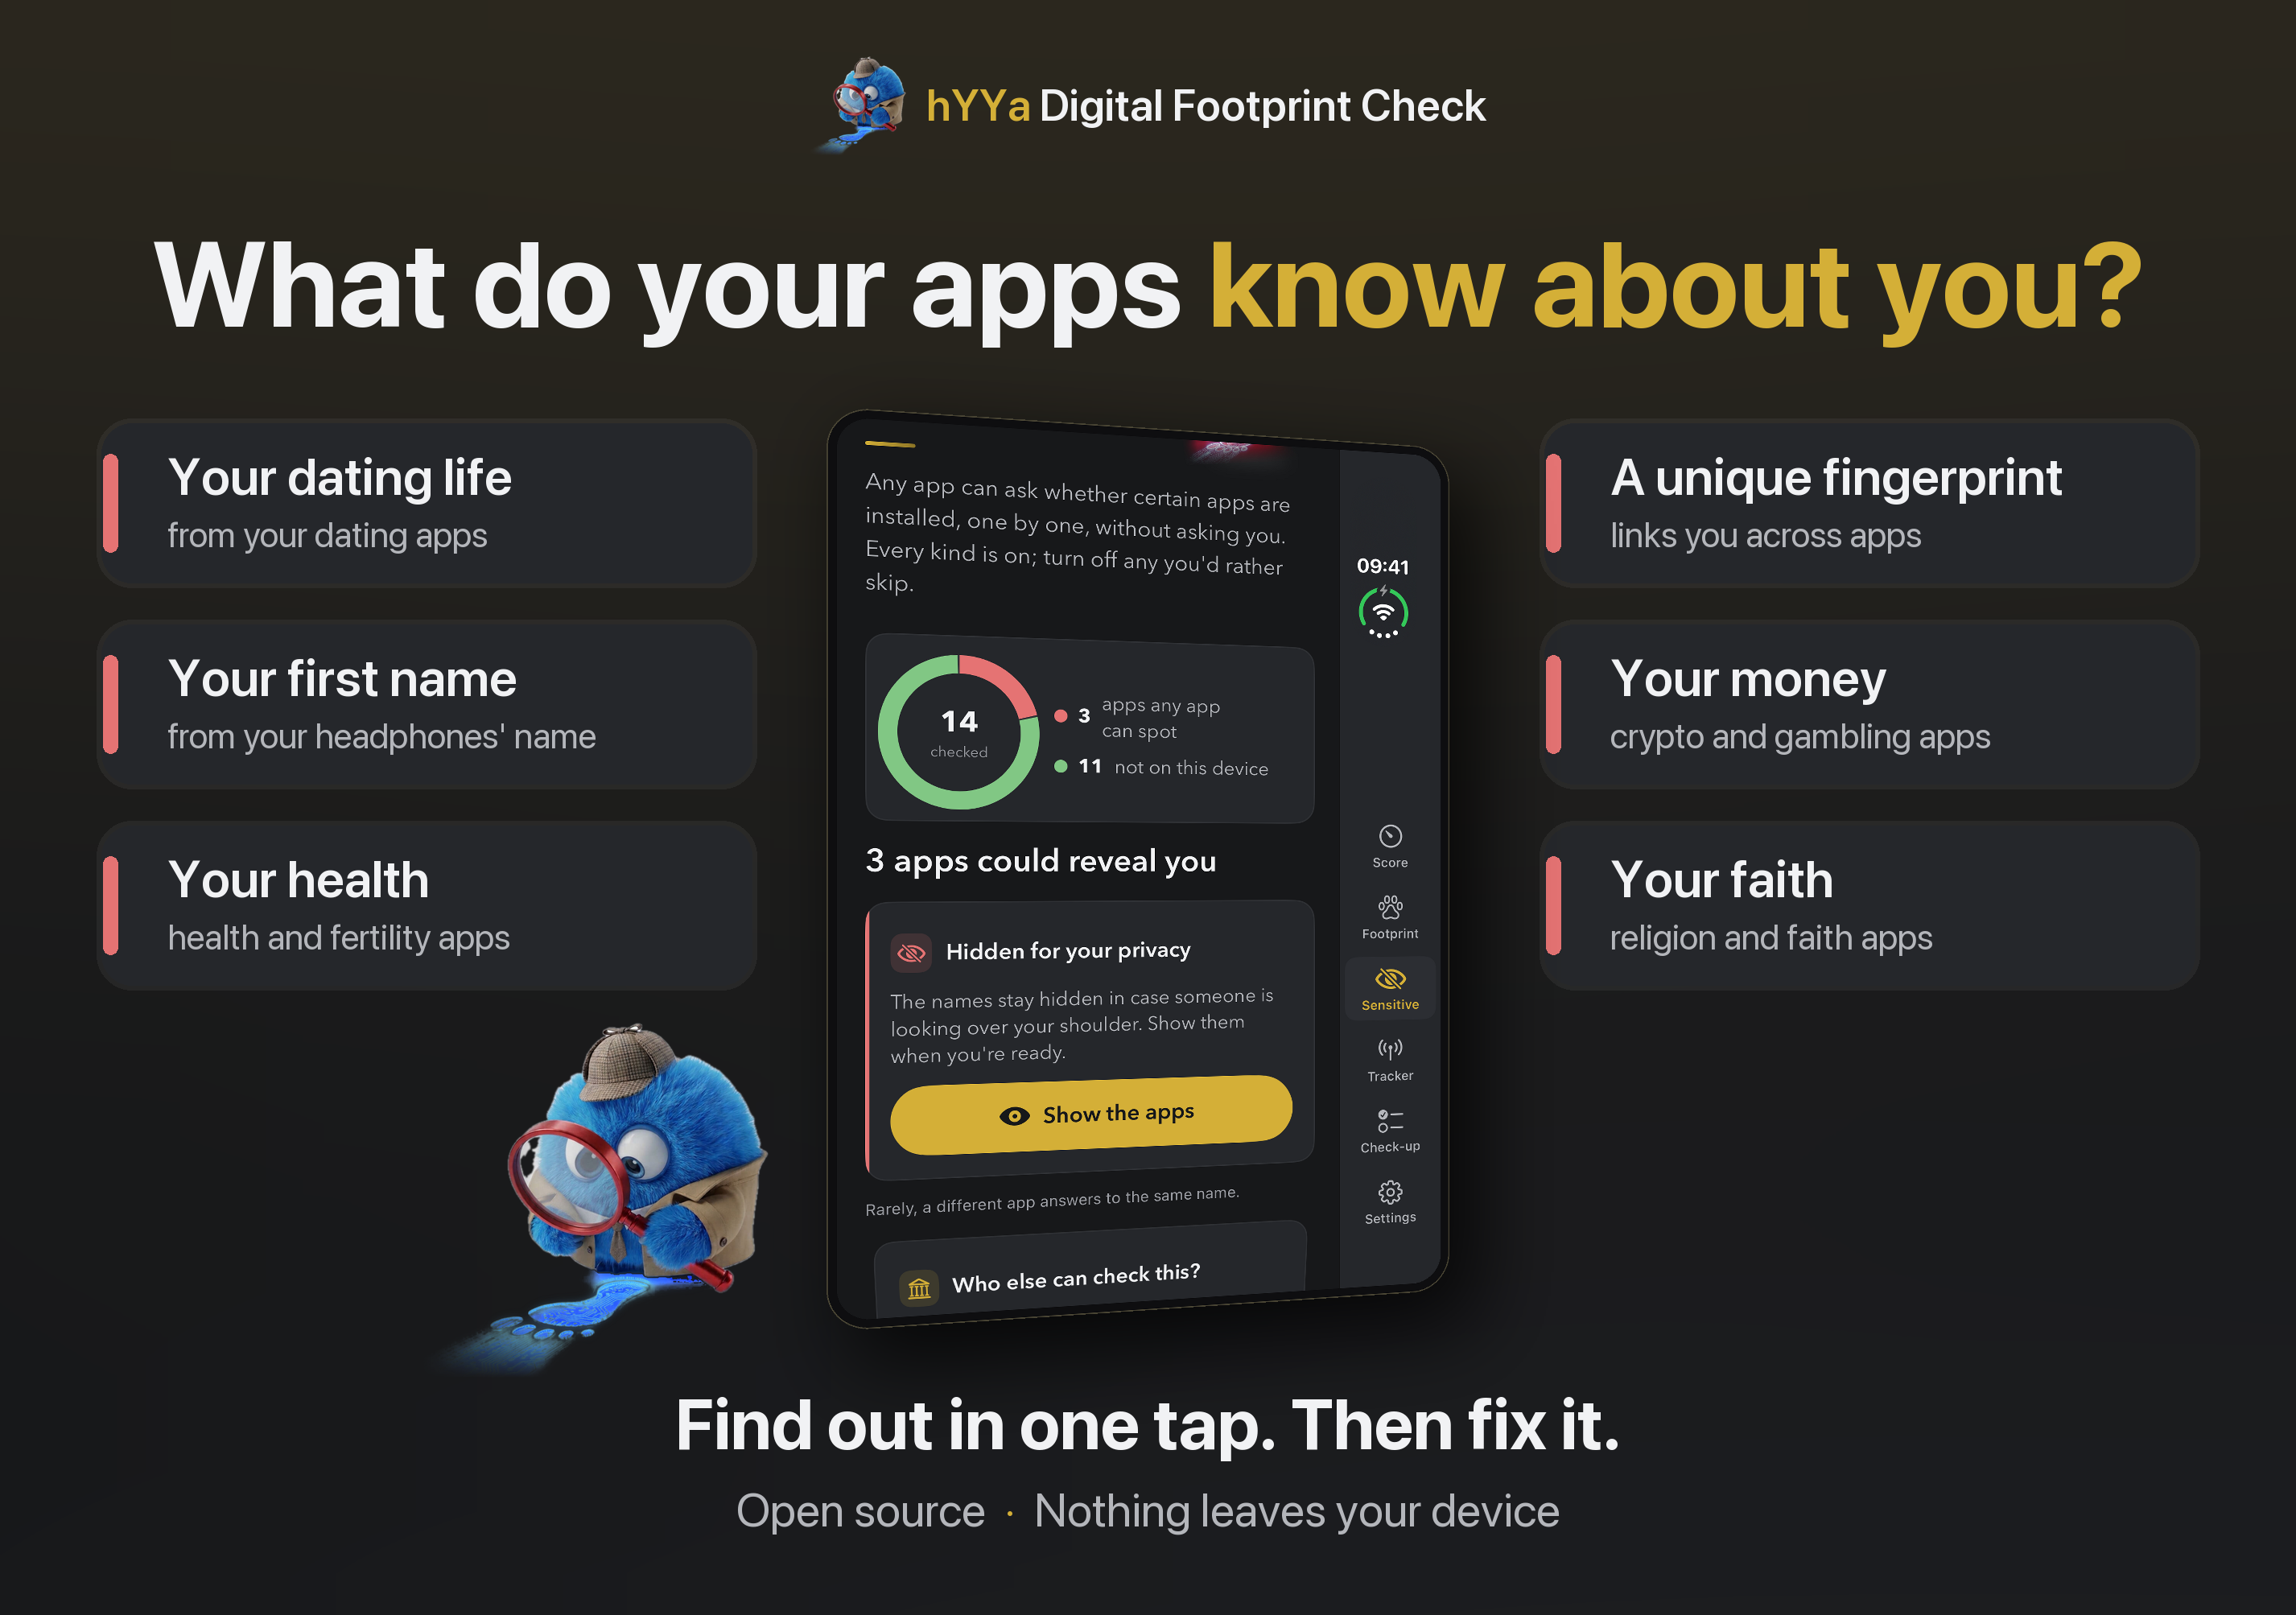 hYYa Digital Footprint Check
What do your apps know about you?
Your dating life
from your dating apps
Your first name
from your headphones' name
Your health
health and fertility apps
Any app can ask whether certain apps are
installed, one by one, without asking you.
Every kind is on; turn off any you'd rather
skip.
14
checked
3 apps any app
can spot
11 not on this device
3 apps could reveal you
Hidden for your privacy
The names stay hidden in case someone is
looking over your shoulder. Show them
when you're ready.
Show the apps
Rarely, a different app answers to the same name.
Who else can check this?
09:41
Score
Footprint
Sensitive
Tracker
Check-up
Settings
A unique fingerprint
links you across apps
Your money
crypto and gambling apps
Your faith
religion and faith apps
Find out in one tap. Then fix it.
Open source · Nothing leaves your device